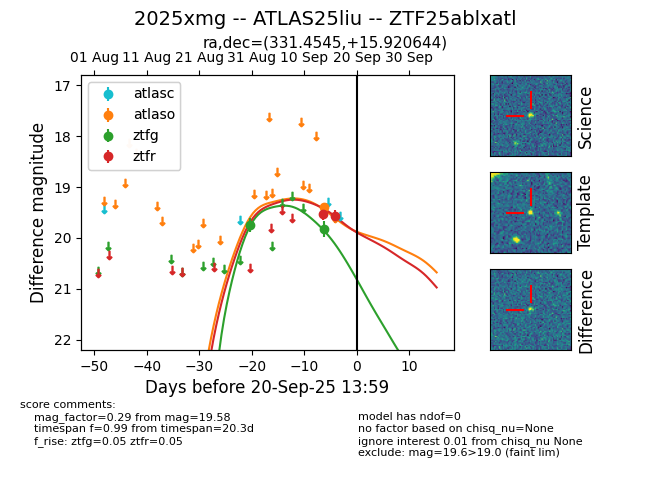 2025xmg -- ATLAS25liu -- ZTF25ablxatl
ra,dec=(331.4545,+15.920644)
01 Aug 11 Aug 21 Aug 31 Aug 10 Sep 20 Sep 30 Sep
17
18
19
20
21
22
Difference magnitude
atlasc
atlaso
ztfg
ztfr
−50
−40
−30
−20
−10
0
10
Days before 20-Sep-25 13:59
Science
Template
Difference
score comments:
mag_factor=0.29 from mag=19.58
timespan f=0.99 from timespan=20.3d
f_rise: ztfg=0.05 ztfr=0.05
model has ndof=0
no factor based on chisq_nu=None
ignore interest 0.01 from chisq_nu None
exclude: mag=19.6>19.0 (faint lim)